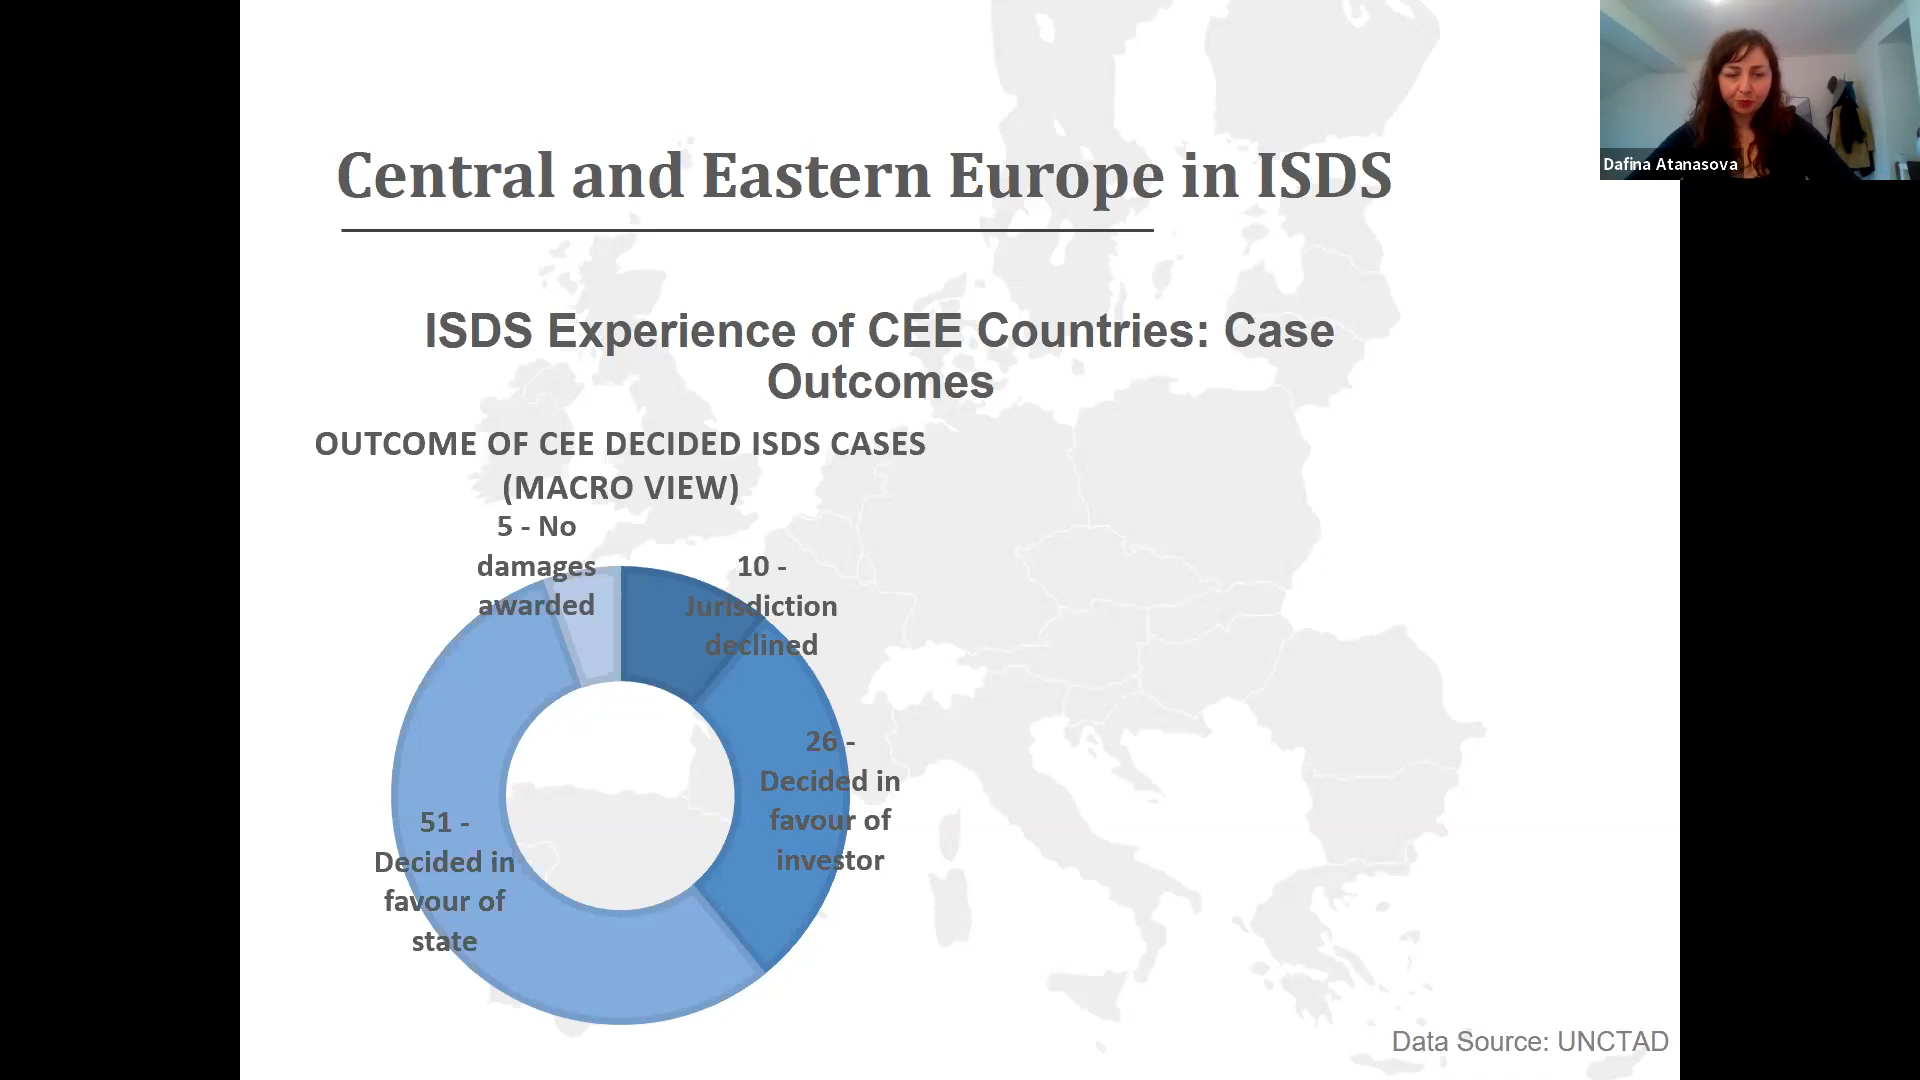 Central and Eastern Europe in ISDS
Dafina Atanasova
ISDS Experience of CEE Countries: Case
Outcomes
OUTCOME OF CEE DECIDED ISDS CASES
(MACRO VIEW)
5 - No
damages
awarded
10 -
Jurisdiction
declined
26 -
Decided in
favour of
investor
51 -
Decided in
favour of
state
Data Source: UNCTAD